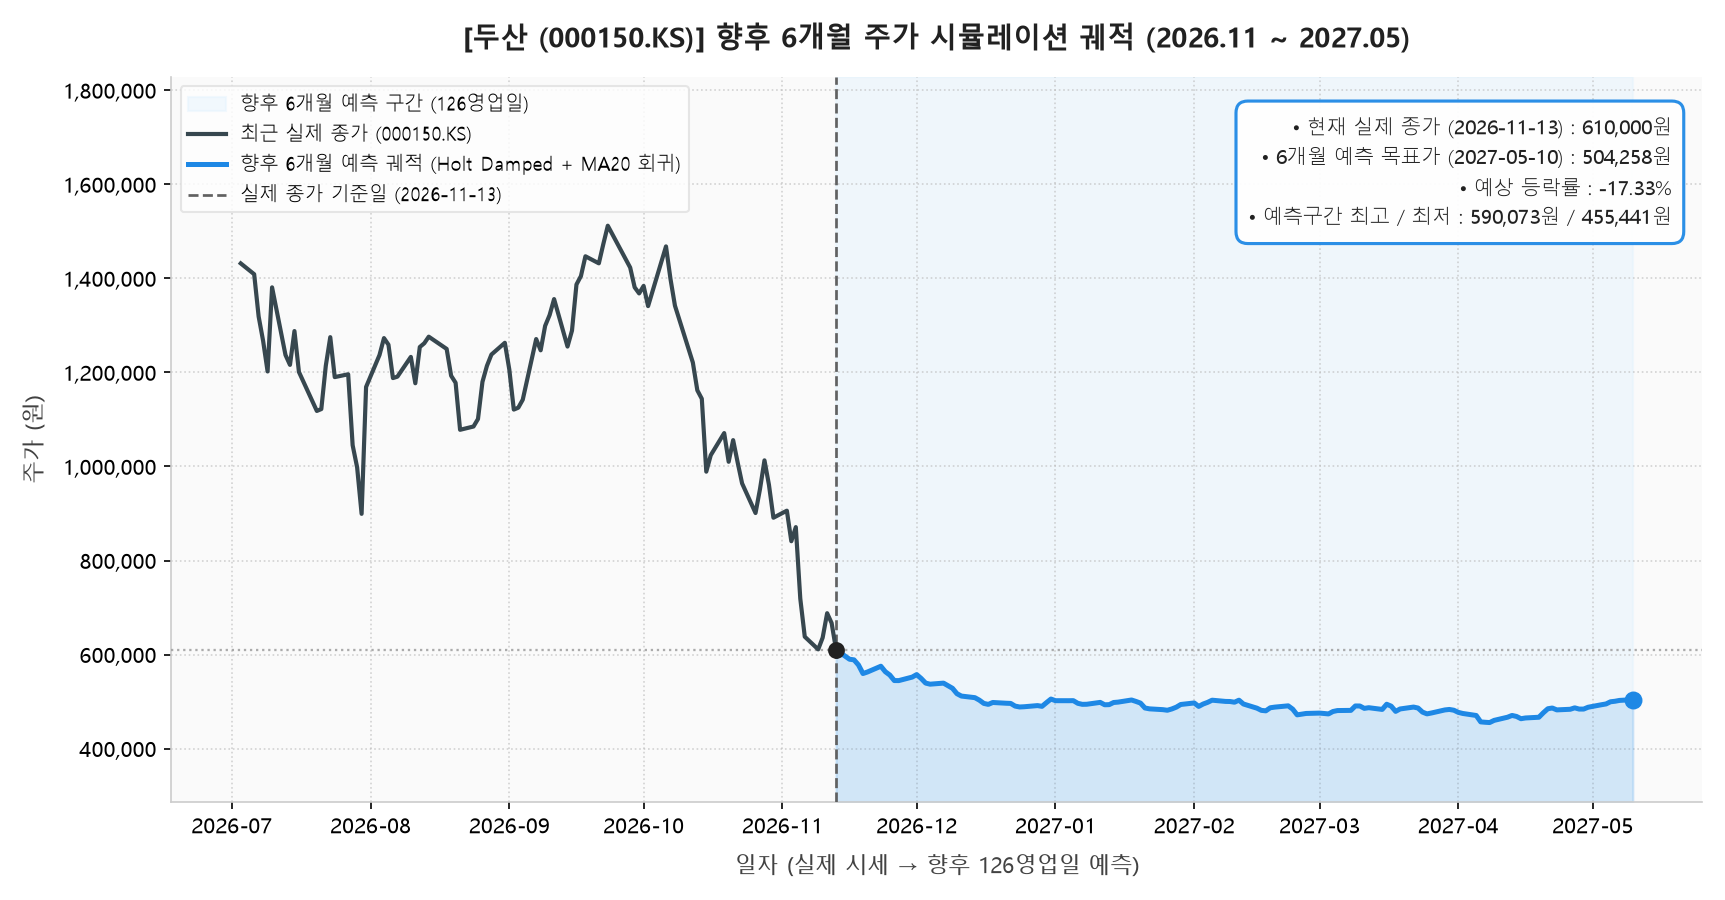 [두산 (000150.KS)] 향후 6개월 주가 시뮬레이션 궤적 (2026.11 ~ 2027.05)
향후 6개월 예측 구간 (126영업일)
최근 실제 종가 (000150.KS)
향후 6개월 예측 궤적 (Holt Damped + MA20 회귀)
실제 종가 기준일 (2026-11-13)
• 현재 실제 종가 (2026-11-13) : 610,000원
• 6개월 예측 목표가 (2027-05-10) : 504,258원
• 예상 등락률 : -17.33%
• 예측구간 최고 / 최저 : 590,073원 / 455,441원
주가 (원)
1,800,000
1,600,000
1,400,000
1,200,000
1,000,000
800,000
600,000
400,000
2026-07 2026-08 2026-09 2026-10 2026-11 2026-12 2027-01 2027-02 2027-03 2027-04 2027-05
일자 (실제 시세 → 향후 126영업일 예측)